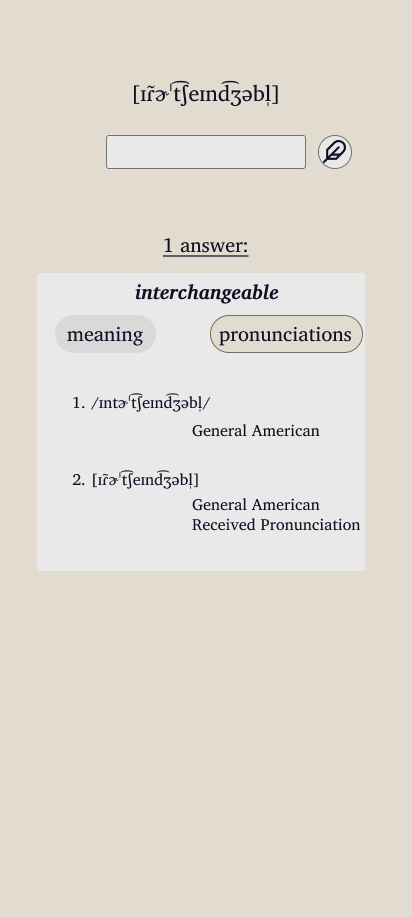 [ɪɾ̃ɚˈt͡ʃeɪnd͡ʒəbl̩]
1 answer:
interchangeable
meaning
pronunciations
1. /ɪntɚˈt͡ʃeɪnd͡ʒəbl̩/
General American
2. [ɪɾ̃ɚˈt͡ʃeɪnd͡ʒəbl̩]
General American
Received Pronunciation